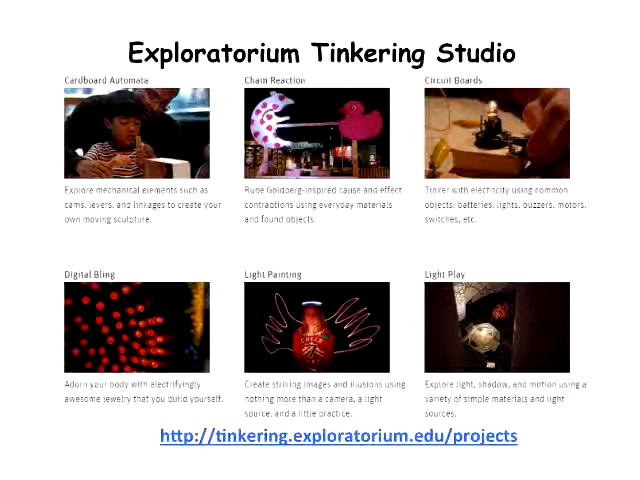 Exploratorium Tinkering Studio
Cardboard Automata
Chain Reaction
Circuit Boards
Explore mechanical elements such as
cams, levers, and linkages to create your
own moving sculpture.
Rube Goldberg-inspired cause and effect
contraptions using everyday materials
and found objects.
Tinker with electricity using common
objects: batteries, lights, buzzers, motors,
switches, etc.
Digital Bling
Light Painting
Light Play
Adorn your body with electrifyingly
awesome jewelry that you build yourself.
Create striking images and illusions using
nothing more than a camera, a light
source, and a little practice.
Explore light, shadow, and motion using a
variety of simple materials and light
sources.
http://tinkering.exploratorium.edu/projects